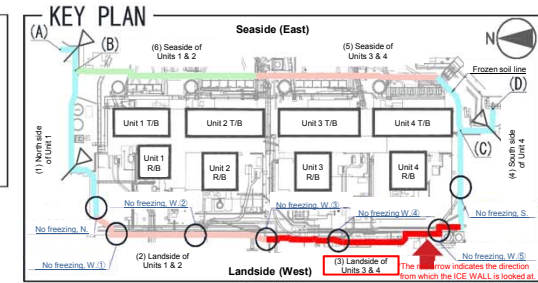 KEY PLAN
Seaside (East)
(A)
(B)
(6) Seaside of
Units 1 & 2
(5) Seaside of
Units 3 & 4
N
Frozen soil line
(D)
(1) North side
of Unit 1
Unit 1 T/B
Unit 2 T/B
Unit 3 T/B
Unit 4 T/B
(C)
(4) South side
of Unit 4
Unit 1
R/B
Unit 2
R/B
Unit 3
R/B
Unit 4
R/B
No freezing, W.②
No freezing, W.③
No freezing, W.④
No freezing, S.
No freezing, N.
No freezing, W.①
(2) Landside of
Units 1 & 2
Landside (West)
(3) Landside of
Units 3 & 4
No freezing, W.⑤
*The red arrow indicates the direction
from which the ICE WALL is looked at.